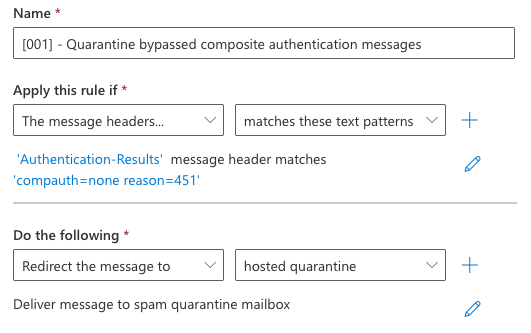 Name *
[001] - Quarantine bypassed composite authentication messages
Apply this rule if *
The message headers... matches these text patterns
'Authentication-Results' message header matches
'compauth=none reason=451'
Do the following *
Redirect the message to hosted quarantine
Deliver message to spam quarantine mailbox